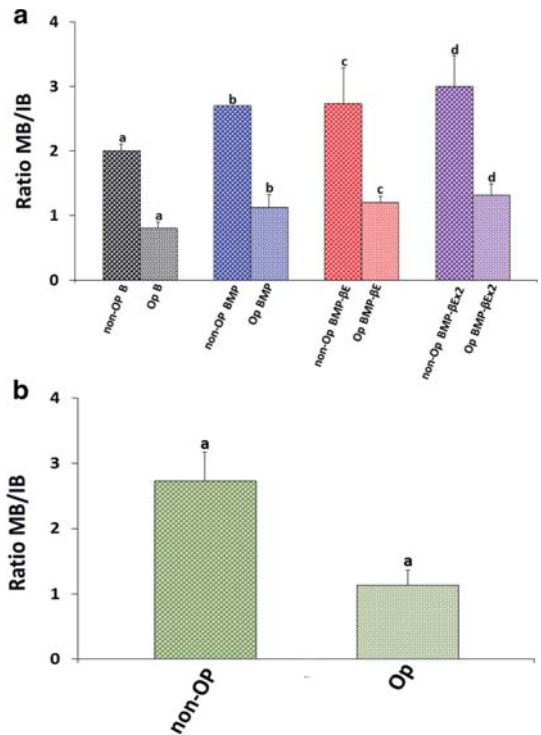 a
4
3
2
1
0
Ratio MB/IB
a
a
b
b
c
c
d
d
non-OP B
Op B
non-OP BMP
Op BMP
non-Op BMP-βE
Op BMP-βE
non-Op BMP-βEx2
Op BMP-βEx2
b
4
3
2
1
0
Ratio MB/IB
a
a
non-OP
Op